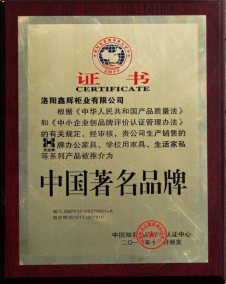 证书
CERTIFICATE
洛阳鑫辉柜业有限公司
根据《中华人民共和国产品质量法》
和《中小企业创品牌评价认证管理办法》
的有关规定，经审核，贵公司生产销售的
牌办公家具、学校用家具、生活家私
等系列产品被推介为
中国著名品牌